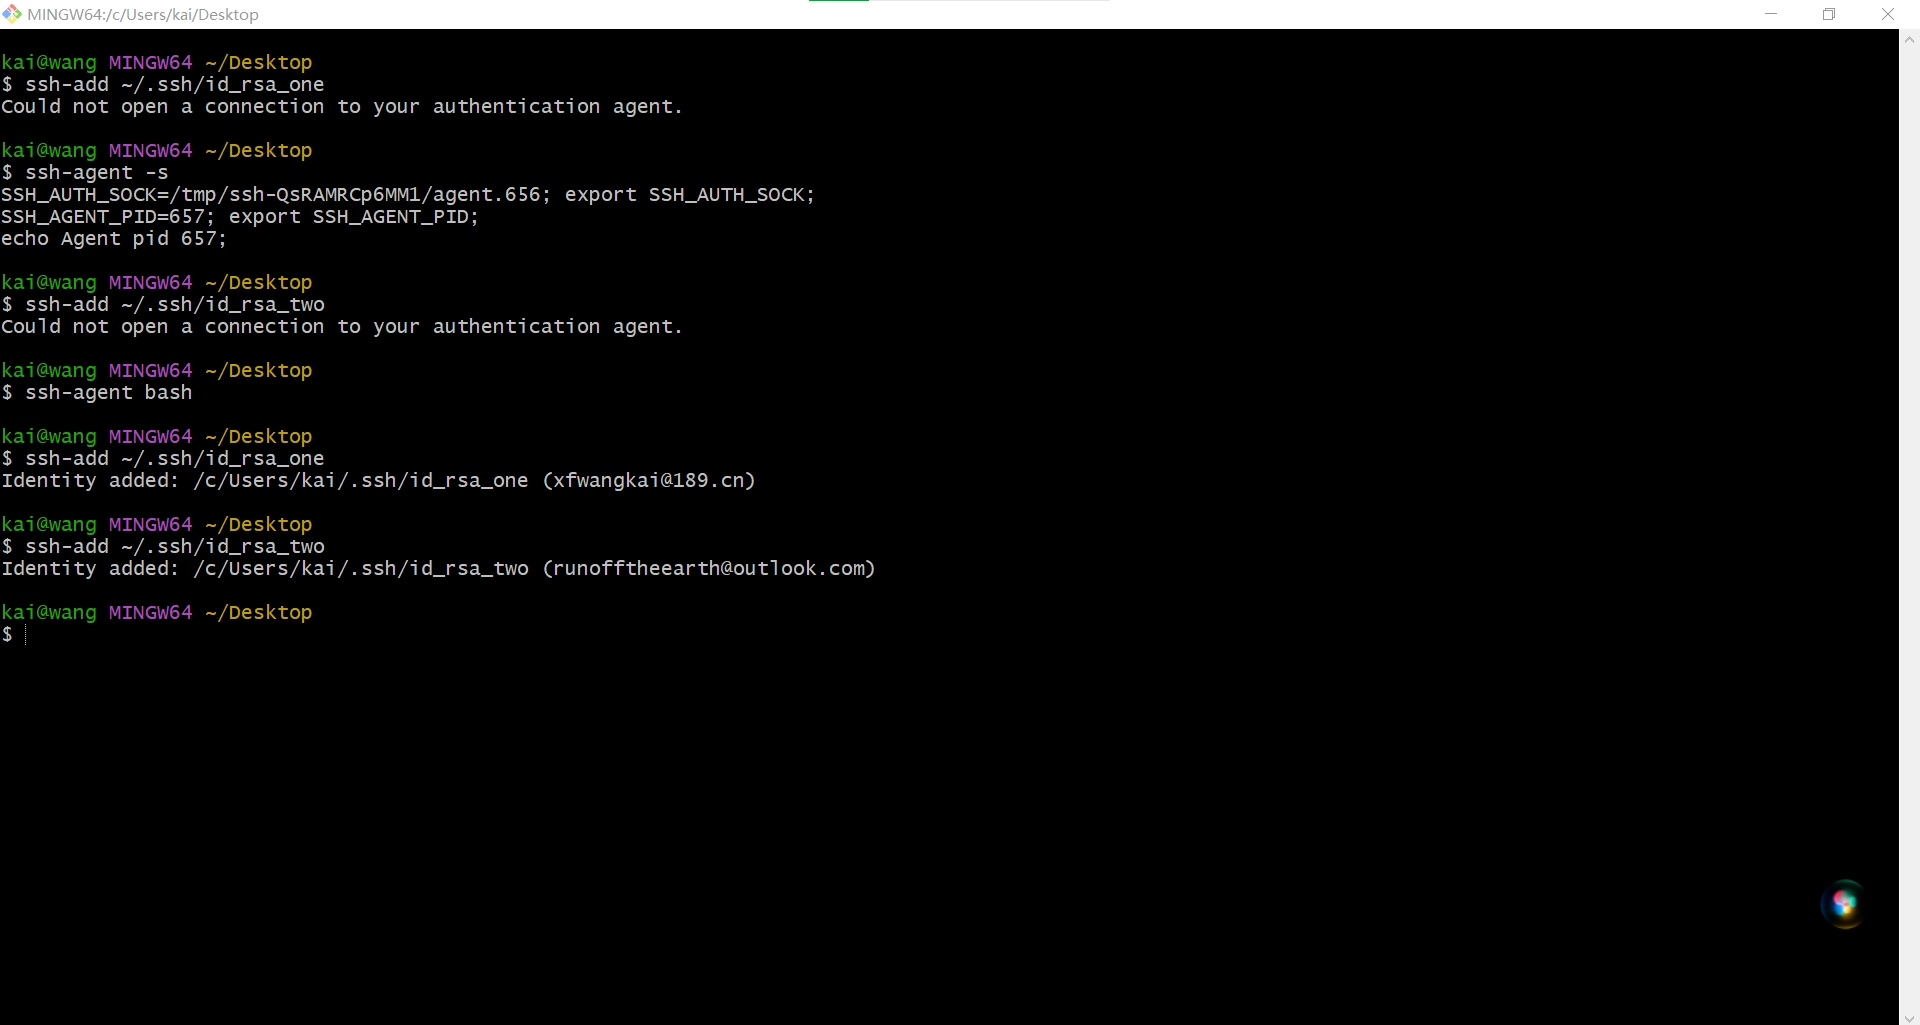 MINGW64:/c/Users/kai/Desktop
kai@wang MINGW64 ~/Desktop
$ ssh-add ~/.ssh/id_rsa_one
Could not open a connection to your authentication agent.
kai@wang MINGW64 ~/Desktop
$ ssh-agent -s
SSH_AUTH_SOCK=/tmp/ssh-QsRAMRCp6MM1/agent.656; export SSH_AUTH_SOCK;
SSH_AGENT_PID=657; export SSH_AGENT_PID;
echo Agent pid 657;
kai@wang MINGW64 ~/Desktop
$ ssh-add ~/.ssh/id_rsa_two
Could not open a connection to your authentication agent.
kai@wang MINGW64 ~/Desktop
$ ssh-agent bash
kai@wang MINGW64 ~/Desktop
$ ssh-add ~/.ssh/id_rsa_one
Identity added: /c/Users/kai/.ssh/id_rsa_one (xfwangkai@189.cn)
kai@wang MINGW64 ~/Desktop
$ ssh-add ~/.ssh/id_rsa_two
Identity added: /c/Users/kai/.ssh/id_rsa_two (runofftheearth@outlook.com)
kai@wang MINGW64 ~/Desktop
$